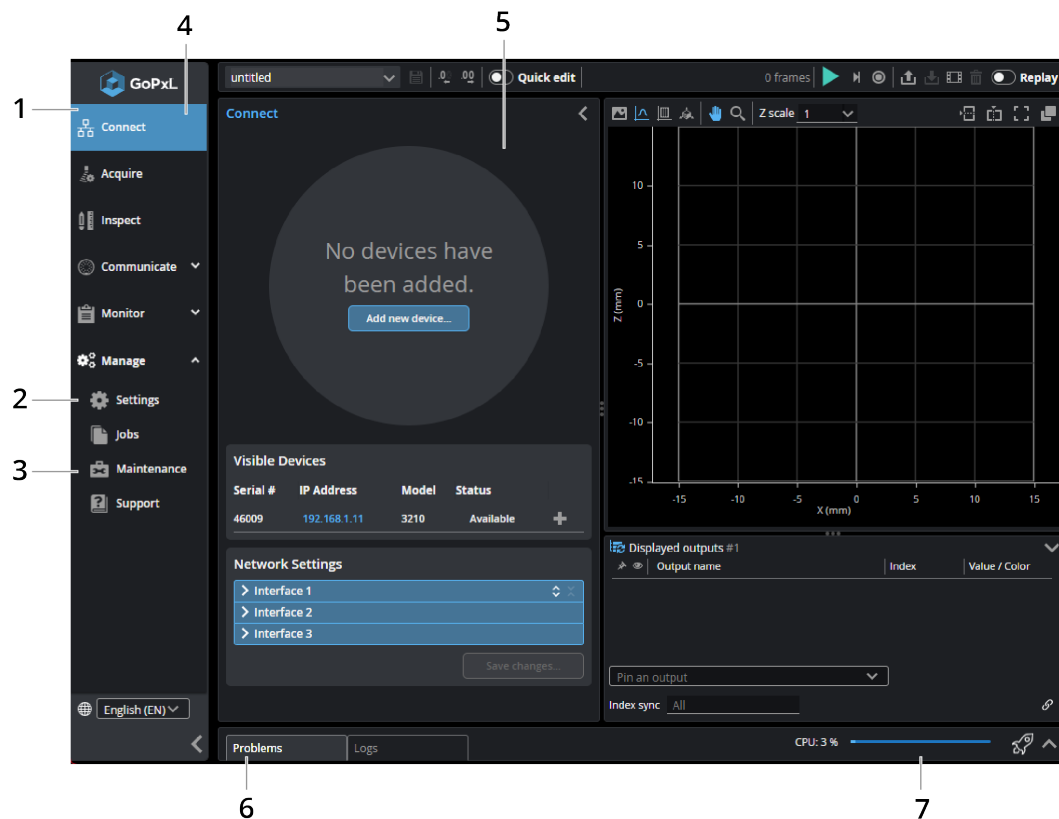 4
5
GoPxL
untitled
.0
.00
Quick edit
0 frames
Replay
1
Connect
Acquire
Inspect
Communicate
Monitor
Manage
2
Settings
Jobs
3
Maintenance
Support
English (EN)
Connect
No devices have
been added.
Add new device...
Visible Devices
Serial # IP Address Model Status
46009 192.168.1.11 3210 Available
Network Settings
Interface 1
Interface 2
Interface 3
Save changes...
Z scale 1
10
5
0
-5
-10
-15
Z (mm)
-15 -10 -5 0 5 10 15
X (mm)
Displayed outputs #1
Output name Index Value / Color
Pin an output
Index sync All
Problems Logs
CPU: 3 %
6
7